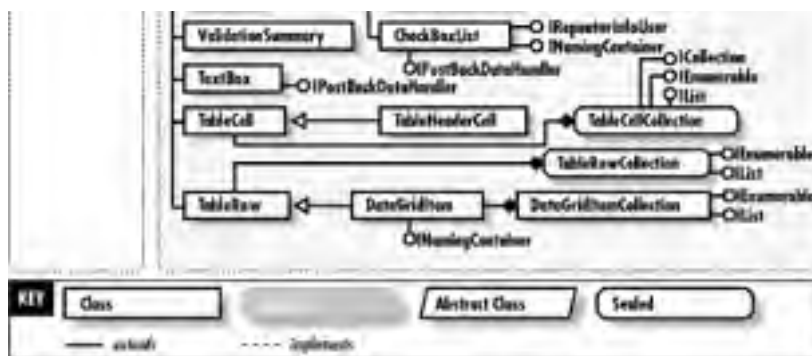 ValidationSummary
CheckBoxList
IRepeaterInfoUser
INamingContainer
IPostBackDataHandler
TextBox
IPostBackDataHandler
ICollection
IEnumerable
IList
TableCell
TableHeaderCell
TableCellCollection
TableRowCollection
IEnumerable
IList
TableRow
DataGridItem
DataGridItemCollection
IEnumerable
IList
INamingContainer
KEY
Class
Abstract Class
Sealed
extends
implements